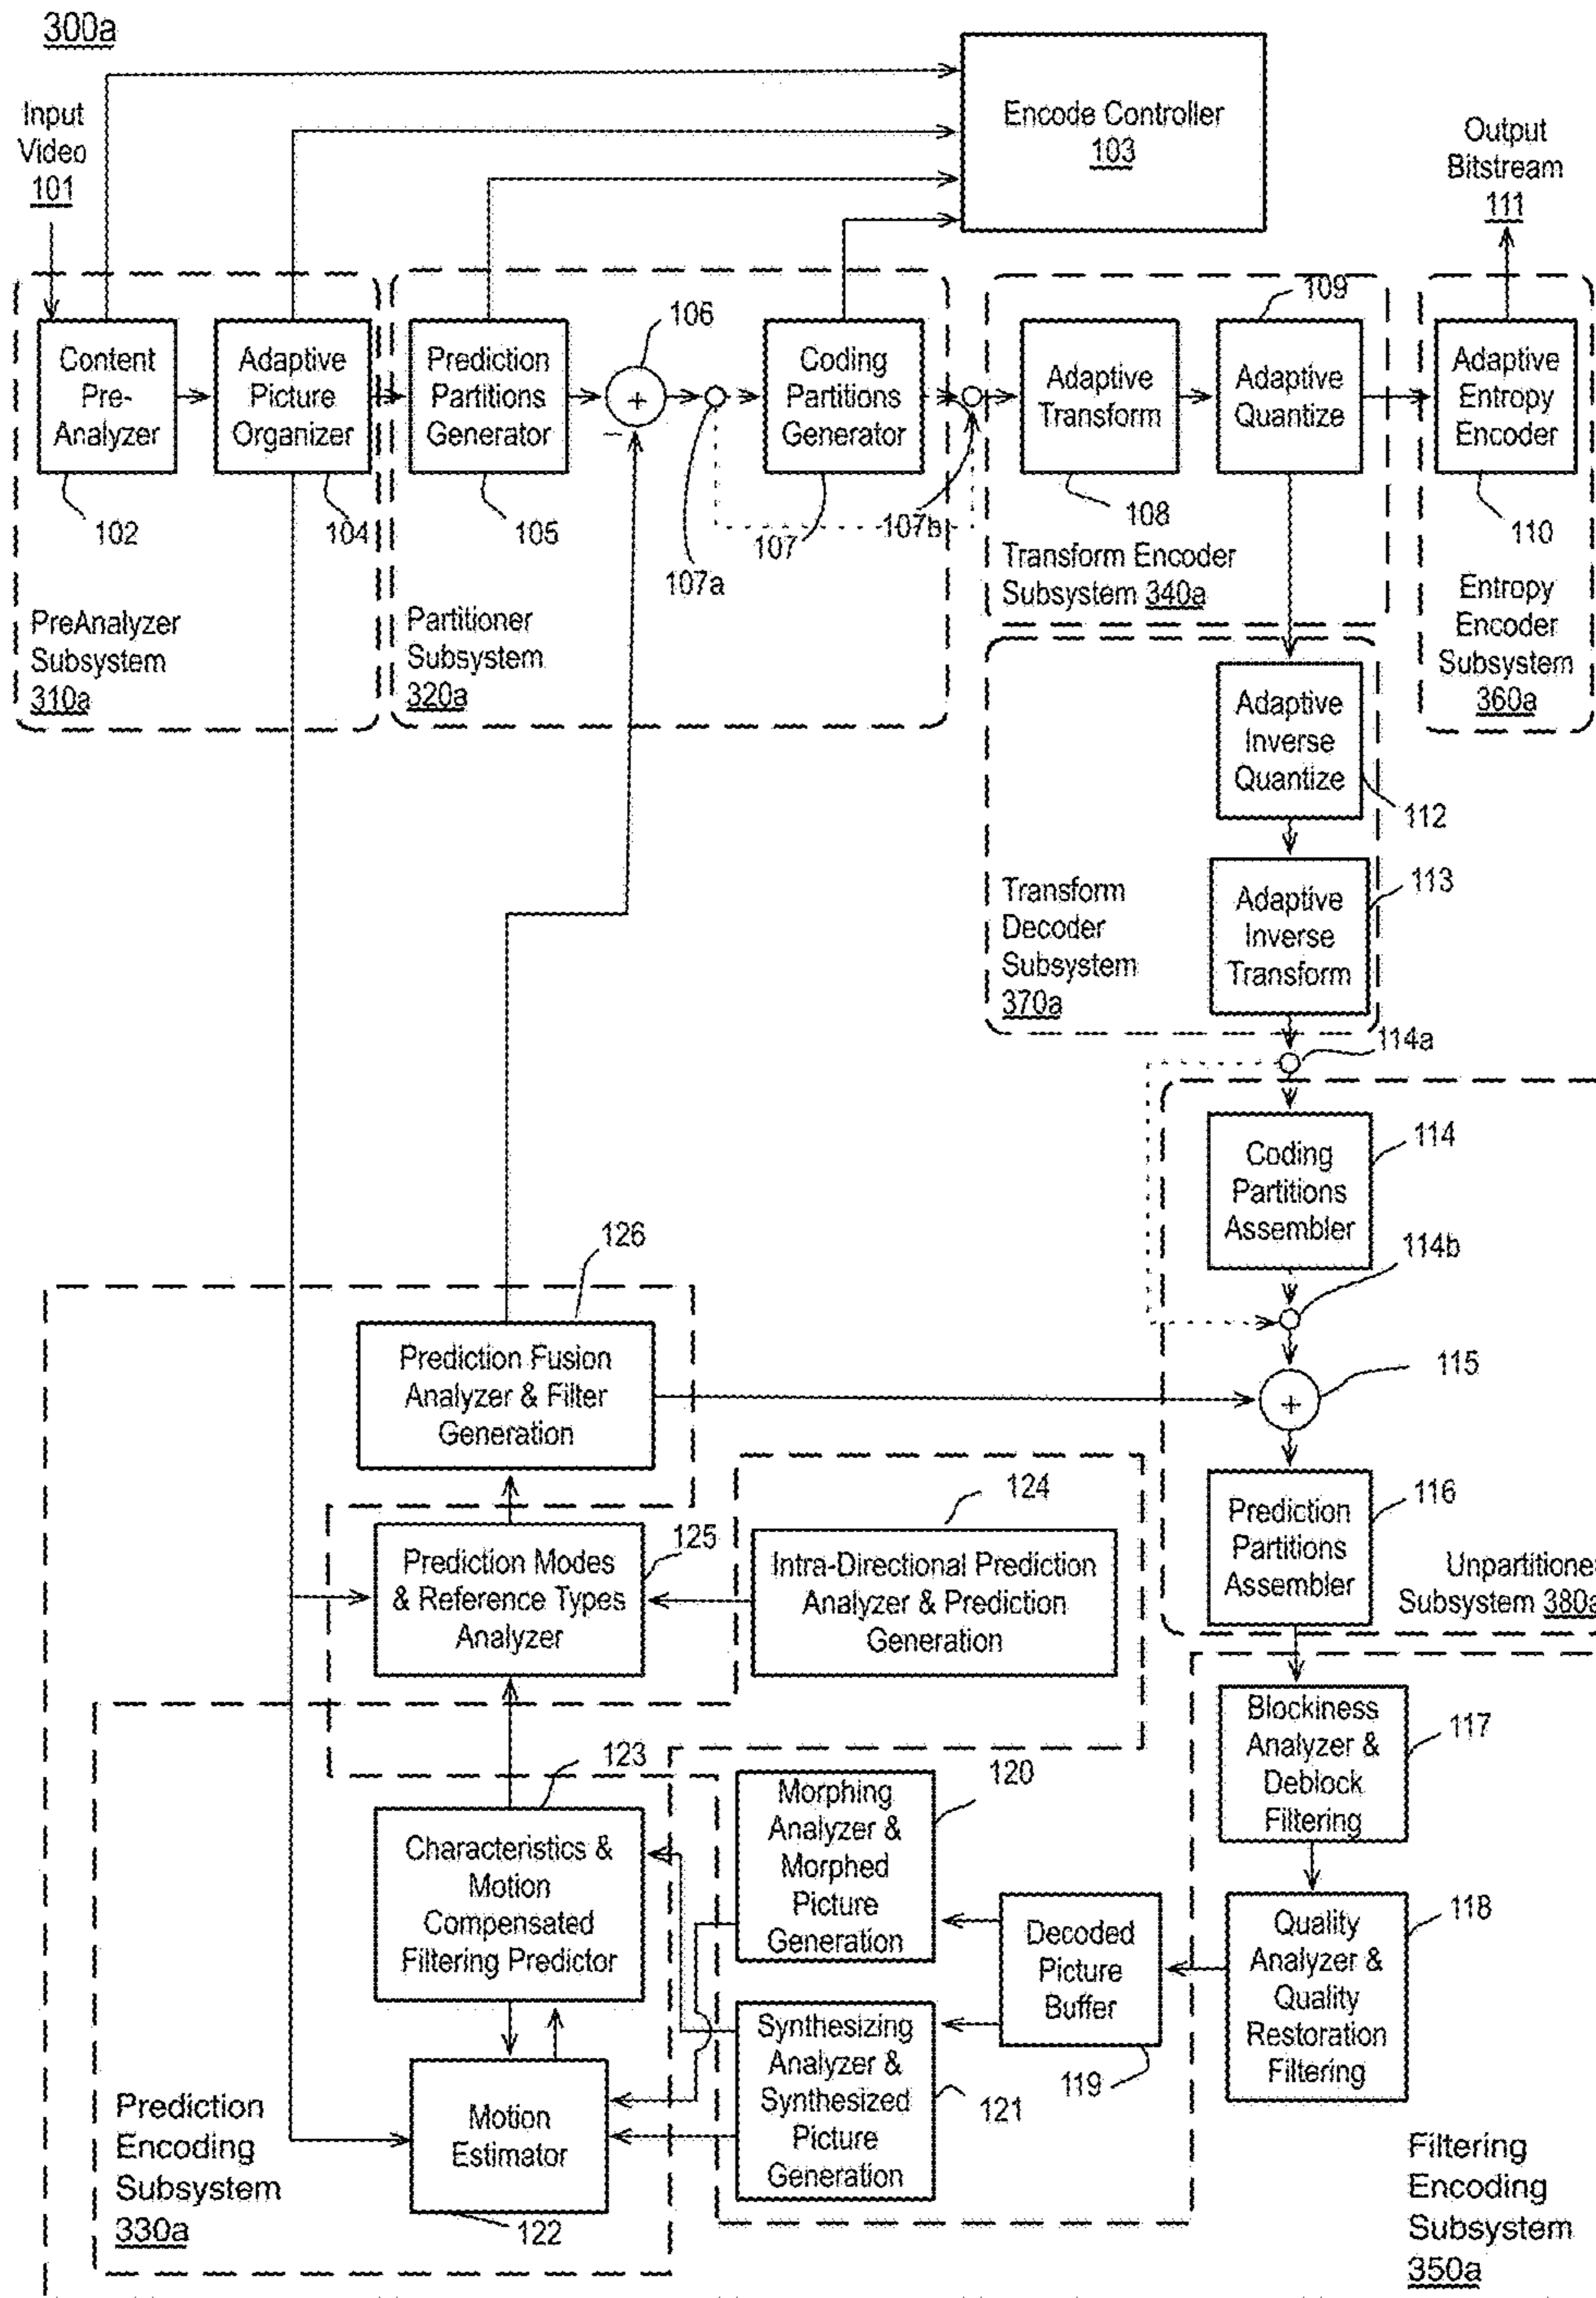 300a
Input
Video
101
Encode Controller
103
Output
Bitstream
111
Content
Pre-
Analyzer
102
Adaptive
Picture
Organizer
104
PreAnalyzer
Subsystem
310a
Prediction
Partitions
Generator
105
106
+
–
107a
Coding
Partitions
Generator
107
107b
Partitioner
Subsystem
320a
Adaptive
Transform
108
109
Adaptive
Quantize
Transform Encoder
Subsystem 340a
Adaptive
Entropy
Encoder
110
Entropy
Encoder
Subsystem
360a
Adaptive
Inverse
Quantize
112
Adaptive
Inverse
Transform
113
Transform
Decoder
Subsystem
370a
114a
Coding
Partitions
Assembler
114
114b
+
115
Prediction
Partitions
Assembler
116
Unpartitioner
Subsystem 380a
126
Prediction Fusion
Analyzer & Filter
Generation
Prediction Modes
& Reference Types
Analyzer
125
124
Intra-Directional Prediction
Analyzer & Prediction
Generation
Blockiness
Analyzer &
Deblock
Filtering
117
Quality
Analyzer &
Quality
Restoration
Filtering
118
Decoded
Picture
Buffer
119
Morphing
Analyzer &
Morphed
Picture
Generation
120
Synthesizing
Analyzer &
Synthesized
Picture
Generation
121
123
Characteristics &
Motion
Compensated
Filtering Predictor
Motion
Estimator
122
Prediction
Encoding
Subsystem
330a
Filtering
Encoding
Subsystem
350a